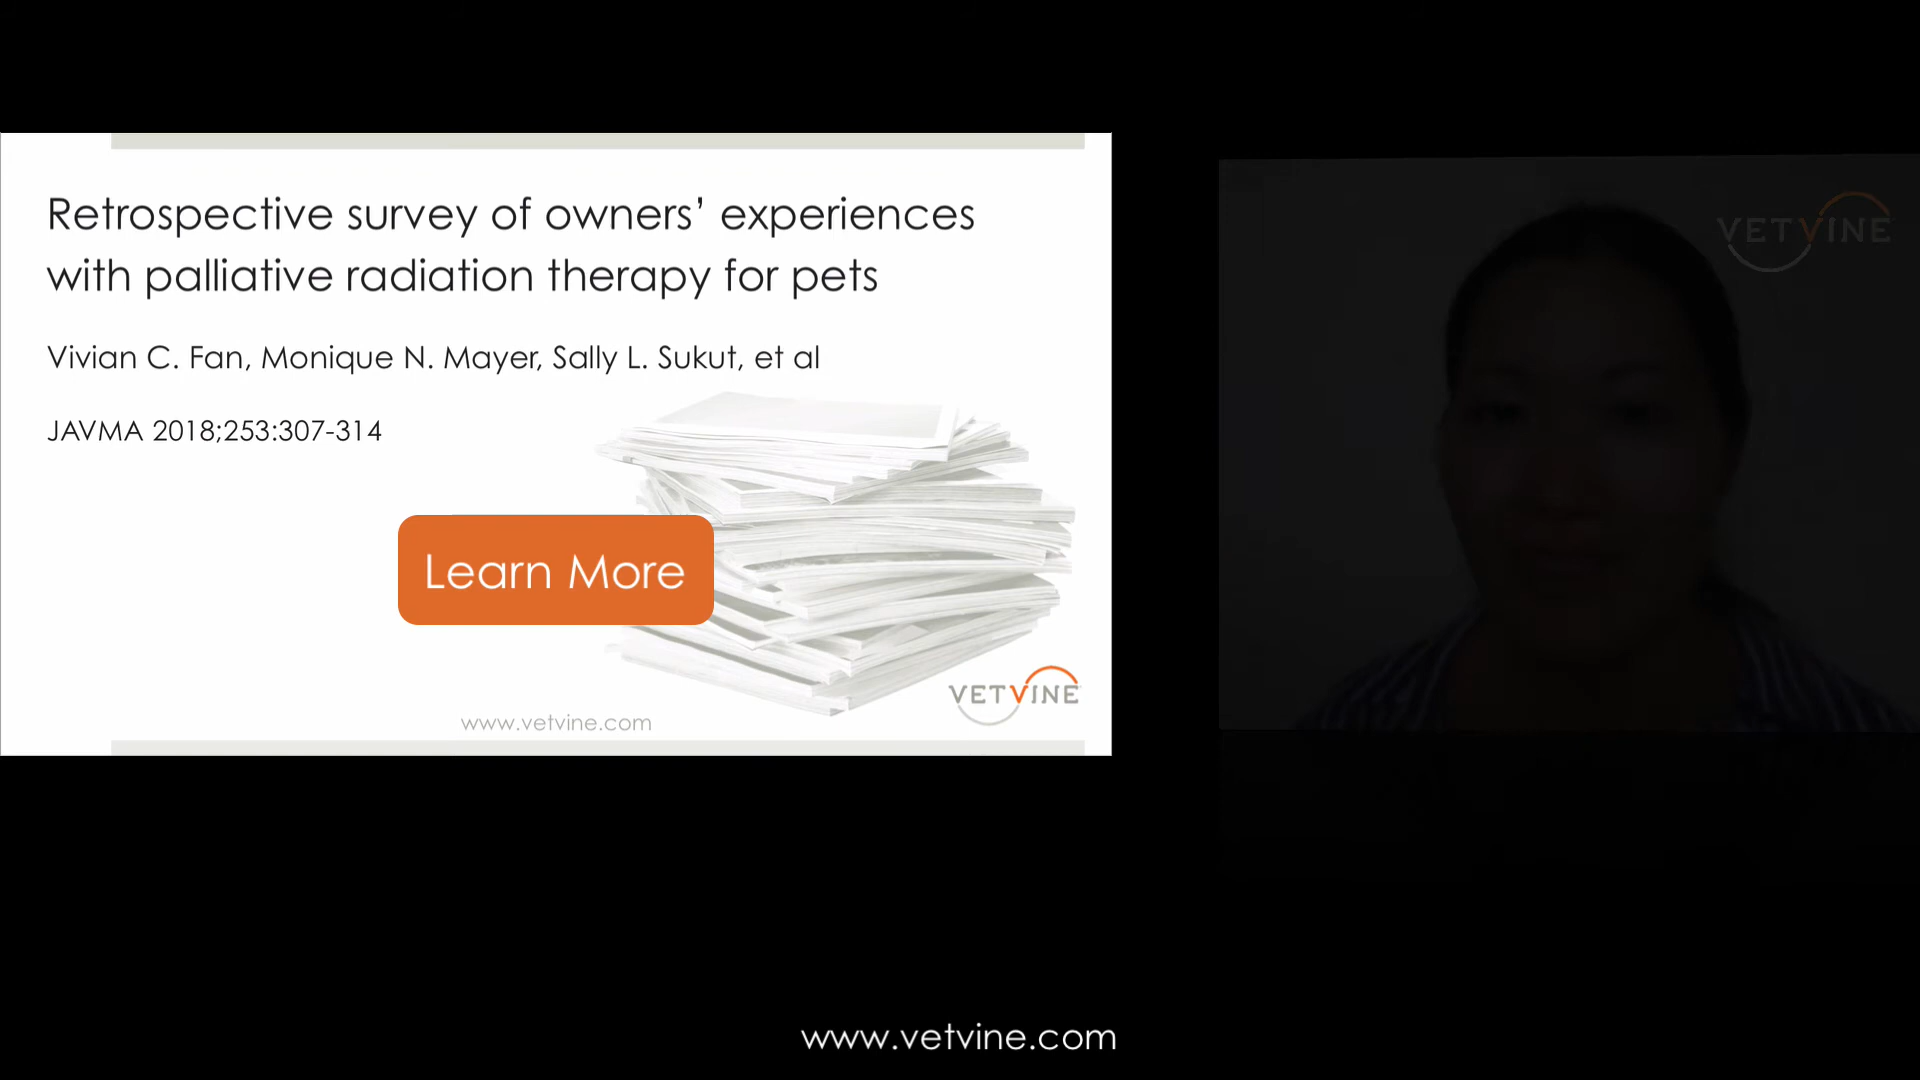 Retrospective survey of owners’ experiences
with palliative radiation therapy for pets
Vivian C. Fan, Monique N. Mayer, Sally L. Sukut, et al
JAVMA 2018;253:307-314
Learn More
VETVINE
www.vetvine.com
VETVINE
www.vetvine.com